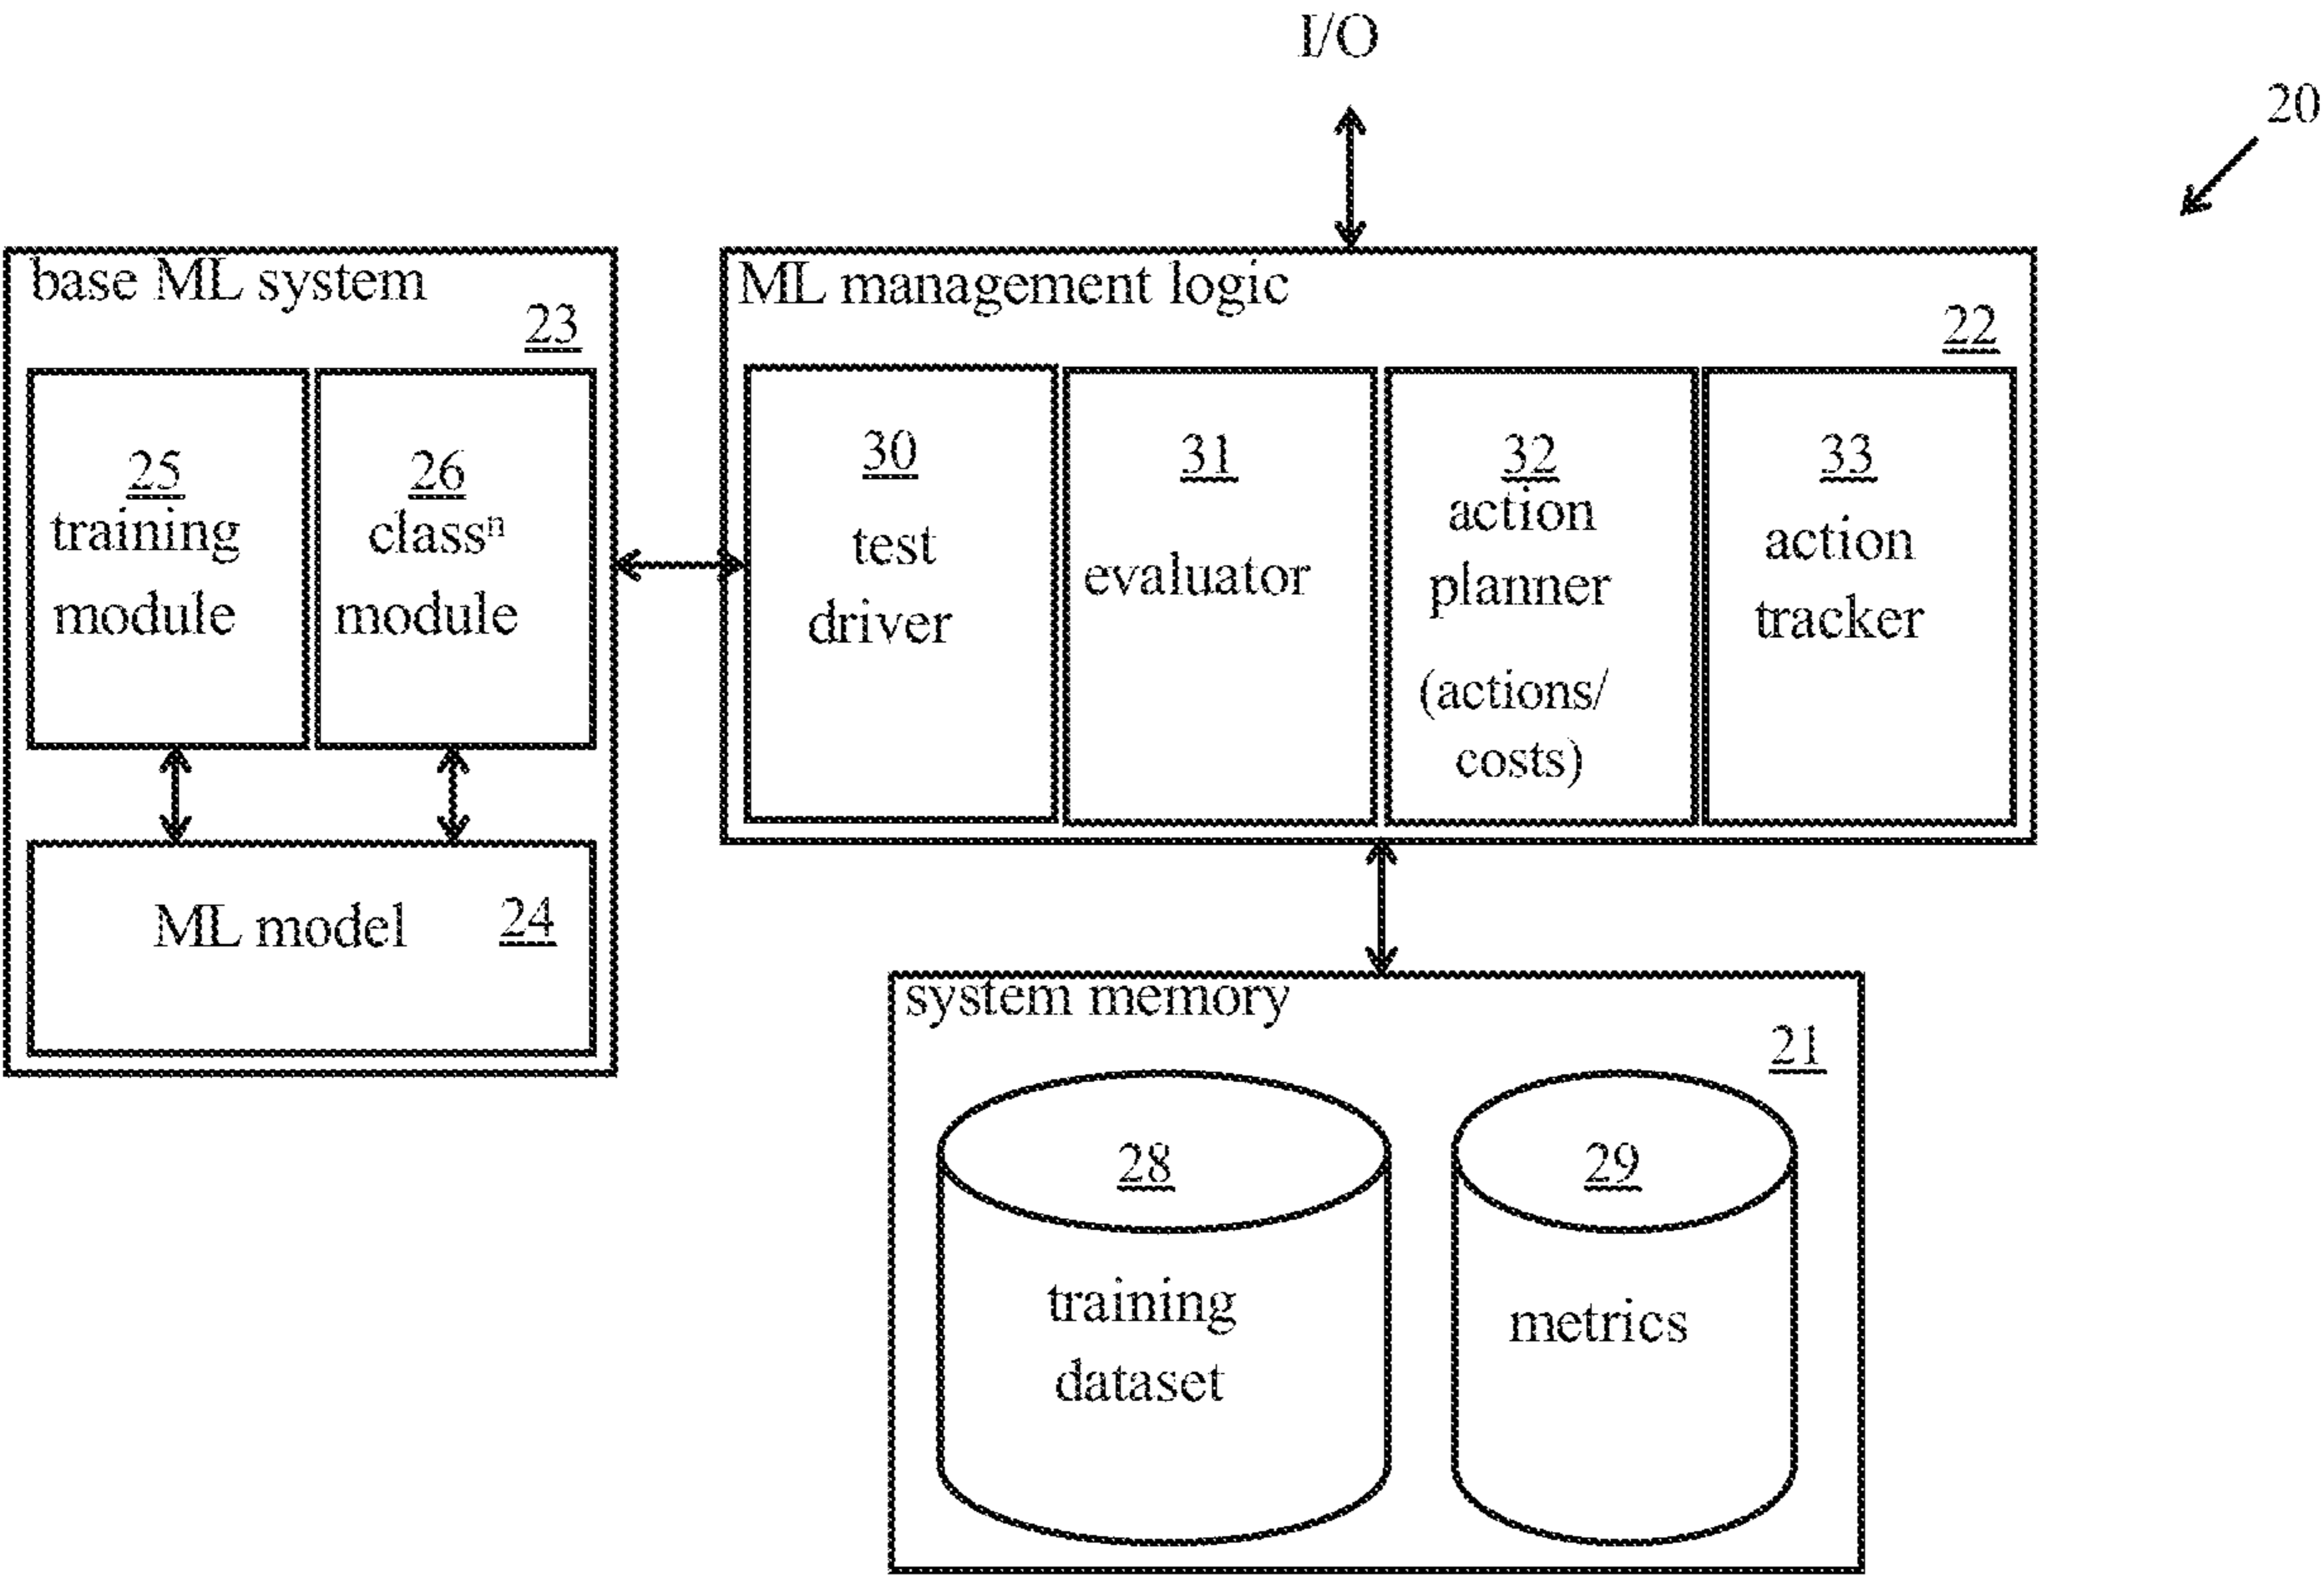 I/O
20
base ML system
23
25
training
module
26
classⁿ
module
ML model
24
ML management logic
22
30
test
driver
31
evaluator
32
action
planner
(actions/
costs)
33
action
tracker
system memory
21
28
training
dataset
29
metrics